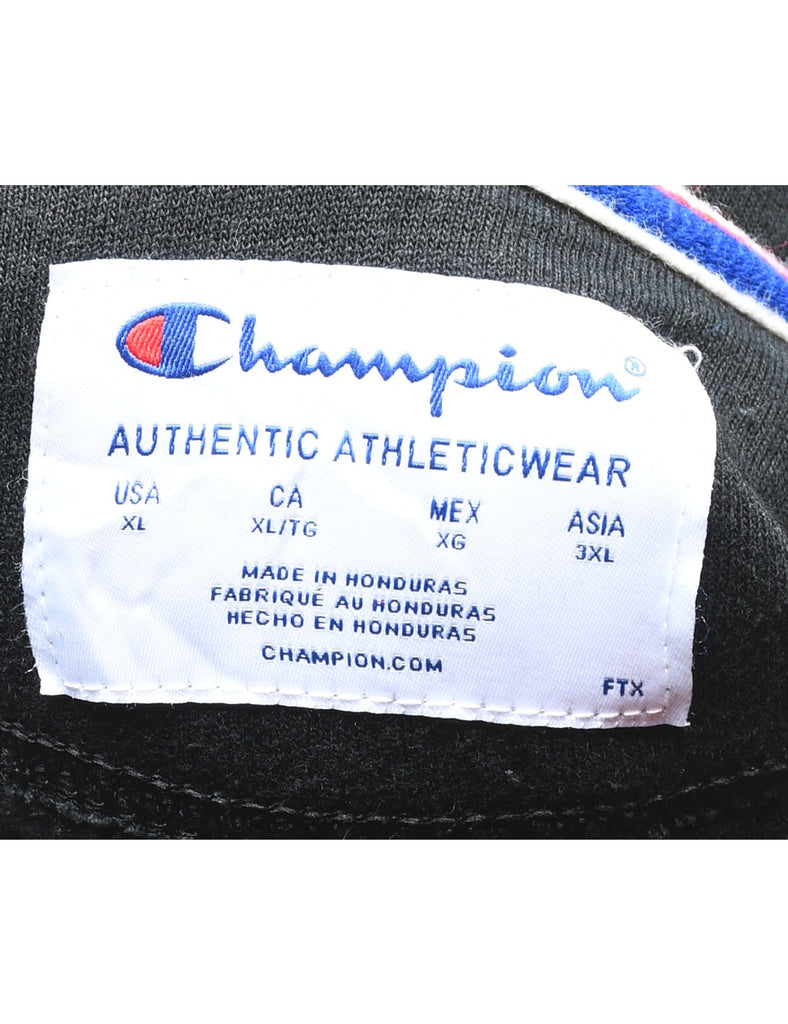 Champion®
AUTHENTIC ATHLETICWEAR
USA CA MEX ASIA
XL XL/TG XG 3XL
MADE IN HONDURAS
FABRIQUÉ AU HONDURAS
HECHO EN HONDURAS
CHAMPION.COM
FTX